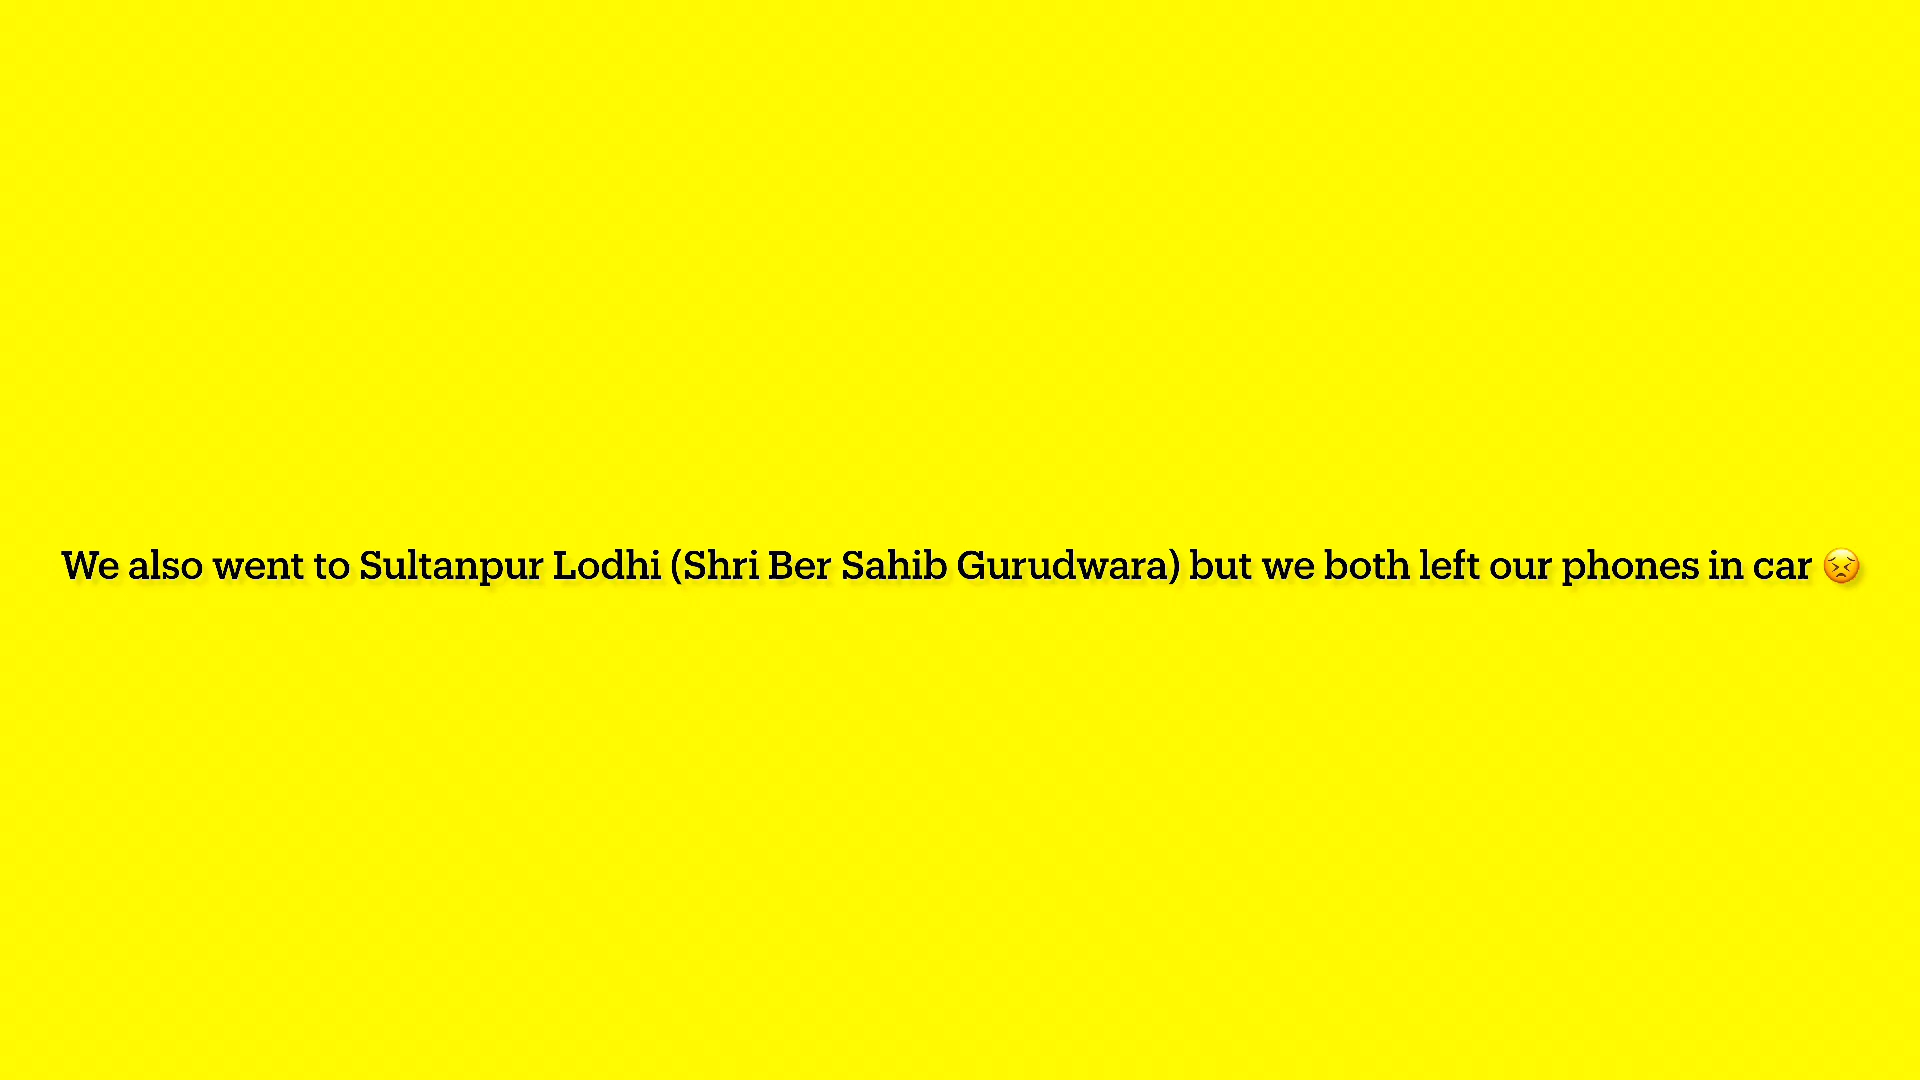 We also went to Sultanpur Lodhi (Shri Ber Sahib Gurudwara) but we both left our phones in car 😣